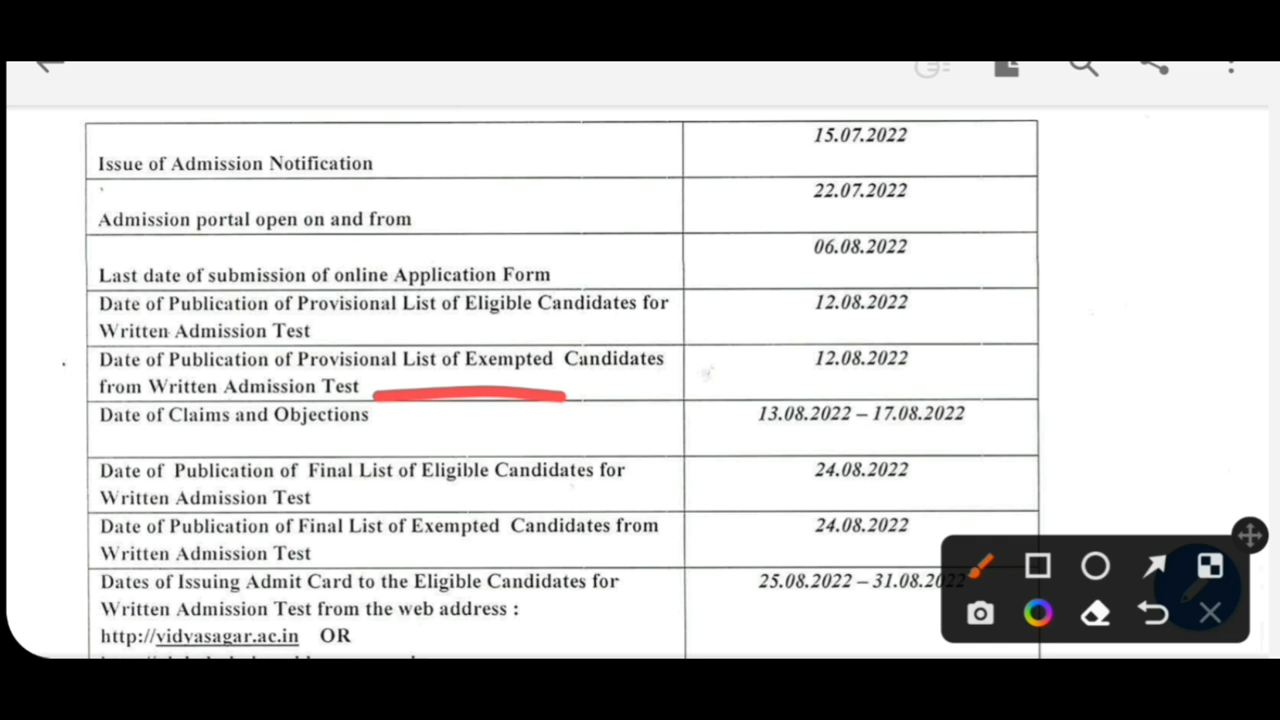 15.07.2022
Issue of Admission Notification
22.07.2022
Admission portal open on and from
06.08.2022
Last date of submission of online Application Form
Date of Publication of Provisional List of Eligible Candidates for
Written Admission Test
12.08.2022
Date of Publication of Provisional List of Exempted Candidates
from Written Admission Test
12.08.2022
Date of Claims and Objections
13.08.2022 – 17.08.2022
Date of Publication of Final List of Eligible Candidates for
Written Admission Test
24.08.2022
Date of Publication of Final List of Exempted Candidates from
Written Admission Test
24.08.2022
Dates of Issuing Admit Card to the Eligible Candidates for
Written Admission Test from the web address :
http://vidyasagar.ac.in OR
25.08.2022 – 31.08.2022